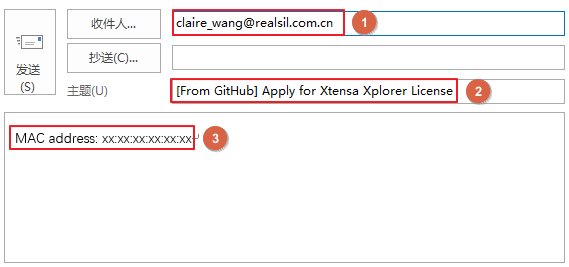 收件人...
claire_wang@realsil.com.cn
1
发送
(S)
抄送(C)...
主题(U)
[From GitHub] Apply for Xtensa Xplorer License
2
MAC address: xx:xx:xx:xx:xx:xx
3